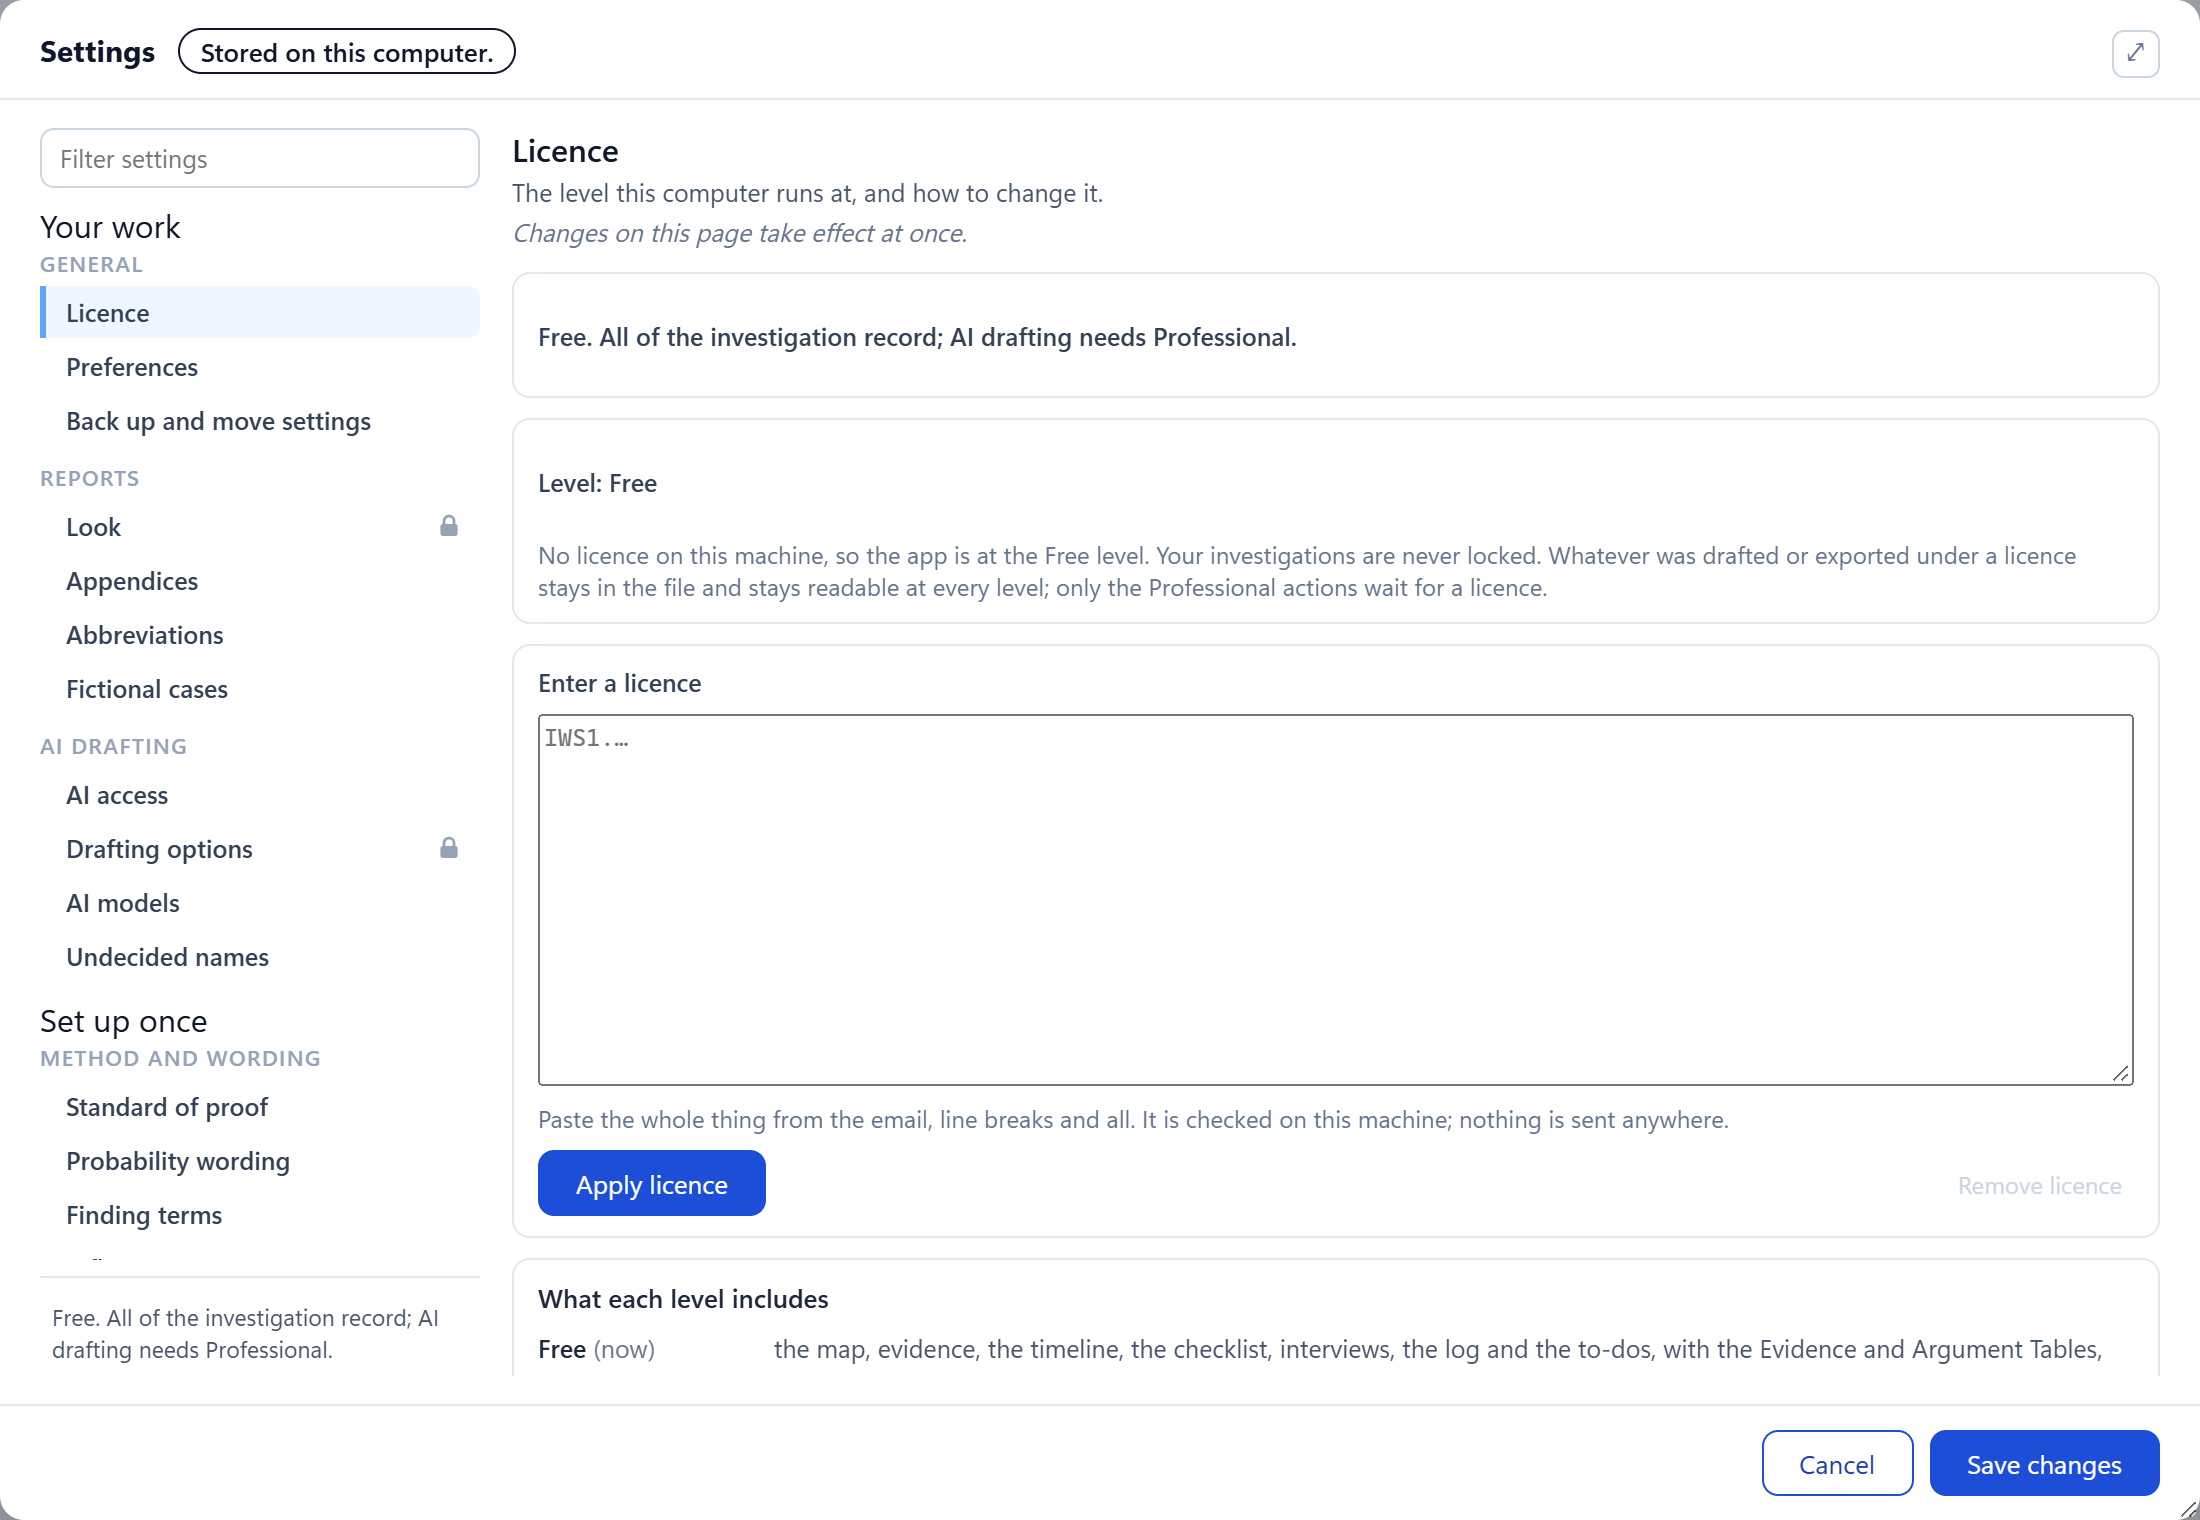 Settings
Stored on this computer.
Filter settings
Your work
GENERAL
Licence
Preferences
Back up and move settings
REPORTS
Look
Appendices
Abbreviations
Fictional cases
AI DRAFTING
AI access
Drafting options
AI models
Undecided names
Set up once
METHOD AND WORDING
Standard of proof
Probability wording
Finding terms
Free. All of the investigation record; AI
drafting needs Professional.
Licence
The level this computer runs at, and how to change it.
Changes on this page take effect at once.
Free. All of the investigation record; AI drafting needs Professional.
Level: Free
No licence on this machine, so the app is at the Free level. Your investigations are never locked. Whatever was drafted or exported under a licence
stays in the file and stays readable at every level; only the Professional actions wait for a licence.
Enter a licence
IWS1.…
Paste the whole thing from the email, line breaks and all. It is checked on this machine; nothing is sent anywhere.
Apply licence
Remove licence
What each level includes
Free (now) the map, evidence, the timeline, the checklist, interviews, the log and the to-dos, with the Evidence and Argument Tables,
Cancel
Save changes